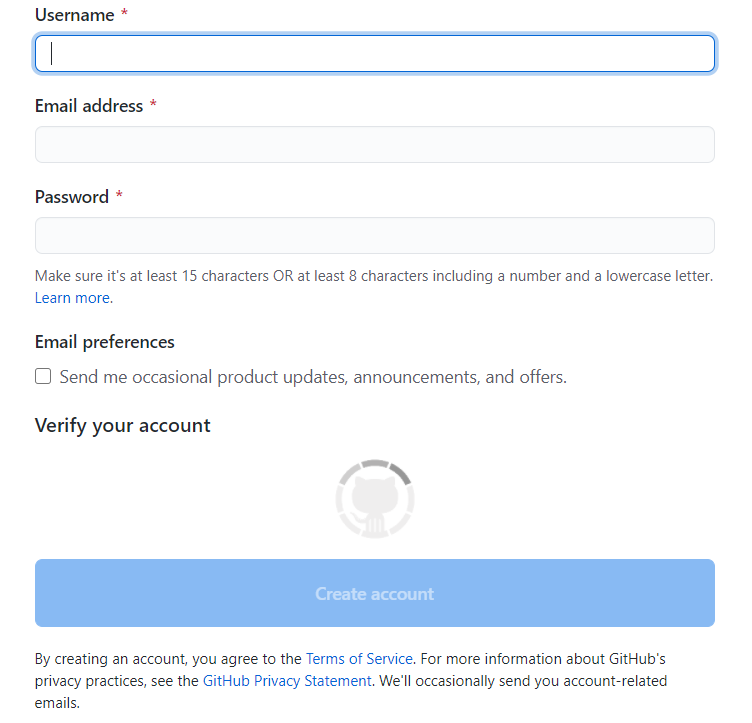 Username *
Email address *
Password *
Make sure it's at least 15 characters OR at least 8 characters including a number and a lowercase letter.
Learn more.
Email preferences
Send me occasional product updates, announcements, and offers.
Verify your account
Create account
By creating an account, you agree to the Terms of Service. For more information about GitHub's
privacy practices, see the GitHub Privacy Statement. We'll occasionally send you account-related
emails.